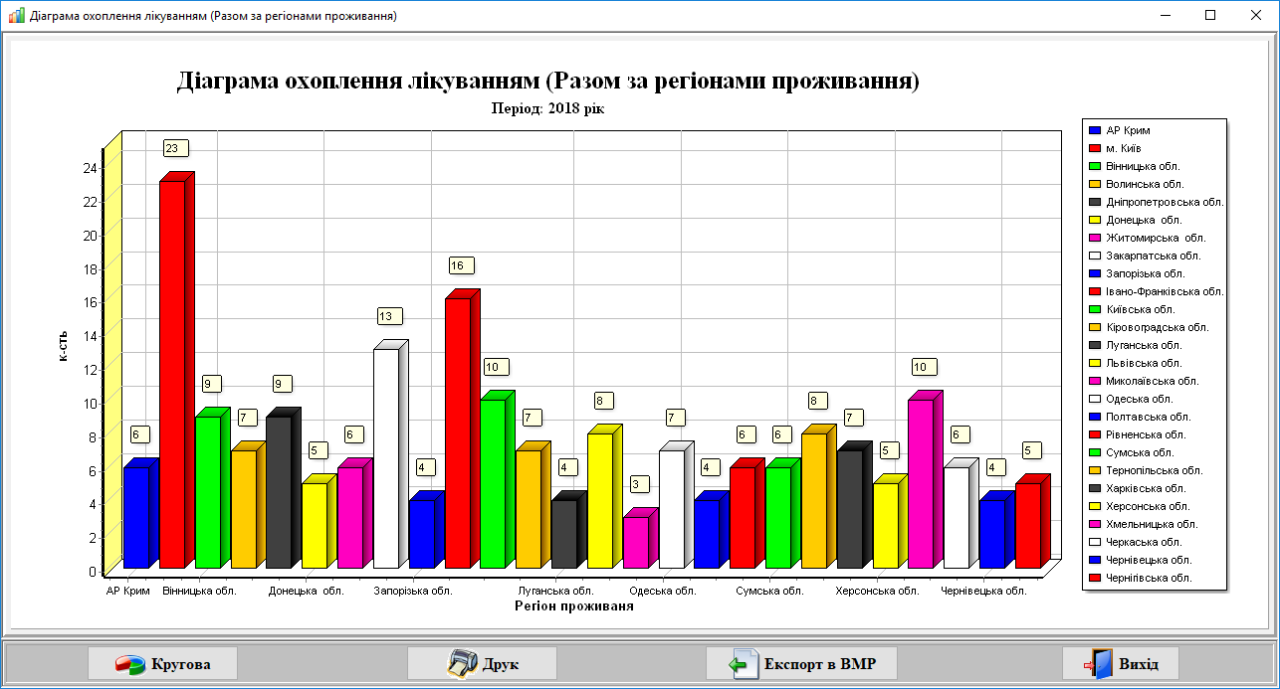 Діаграма охоплення лікуванням (Разом за регіонами проживання)
Діаграма охоплення лікуванням (Разом за регіонами проживання)
Період: 2018 рік
к-сть
24
22
20
18
16
14
12
10
8
6
4
2
0
6
23
9
7
9
5
6
13
4
16
10
7
4
8
3
7
4
6
6
8
7
5
10
6
4
5
АР Крим
Вінницька обл.
Донецька  обл.
Запорізька обл.
Луганська обл.
Одеська обл.
Сумська обл.
Херсонська обл.
Чернівецька обл.
Регіон проживаня
АР Крим
м. Київ
Вінницька обл.
Волинська обл.
Дніпропетровська обл.
Донецька  обл.
Житомирська  обл.
Закарпатська обл.
Запорізька обл.
Івано-Франківська обл.
Київська обл.
Кіровоградська обл.
Луганська обл.
Львівська обл.
Миколаївська обл.
Одеська обл.
Полтавська обл.
Рівненська обл.
Сумська обл.
Тернопільська обл.
Харківська обл.
Херсонська обл.
Хмельницька обл.
Черкаська обл.
Чернівецька обл.
Чернігівська обл.
Кругова
Друк
Експорт в BMP
Вихід